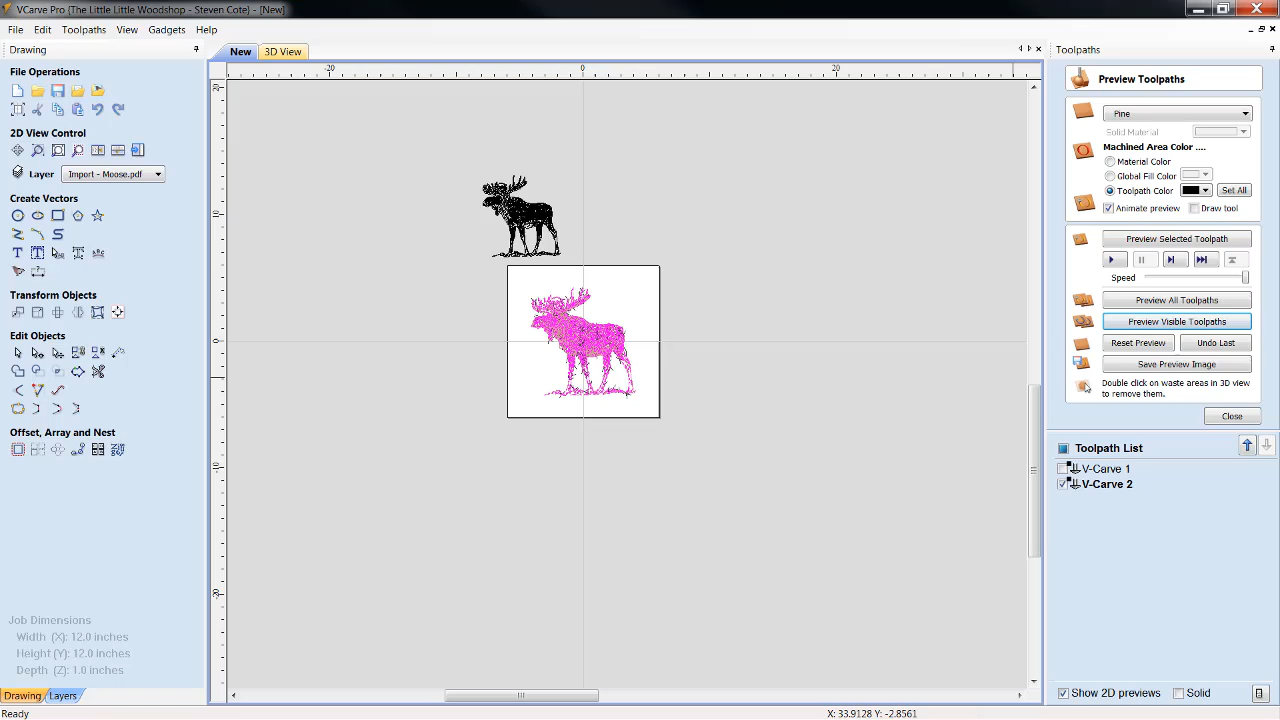 VCarve Pro {The Little Little Woodshop - Steven Cote} - [New]
File Edit Toolpaths View Gadgets Help
Drawing
File Operations
2D View Control
Layer Import - Moose.pdf
Create Vectors
Transform Objects
Edit Objects
Offset, Array and Nest
Job Dimensions
Width (X): 12.0 inches
Height (Y): 12.0 inches
Depth (Z): 1.0 inches
Drawing Layers
Ready
New 3D View
-20 0 20
20
10
0
-10
-20
X: 33.9128 Y: -2.8561
Toolpaths
Preview Toolpaths
Pine
Solid Material
Machined Area Color ....
Material Color
Global Fill Color
Toolpath Color Set All
Animate preview Draw tool
Preview Selected Toolpath
Speed
Preview All Toolpaths
Preview Visible Toolpaths
Reset Preview Undo Last
Save Preview Image
Double click on waste areas in 3D view
to remove them.
Close
Toolpath List
V-Carve 1
V-Carve 2
Show 2D previews Solid